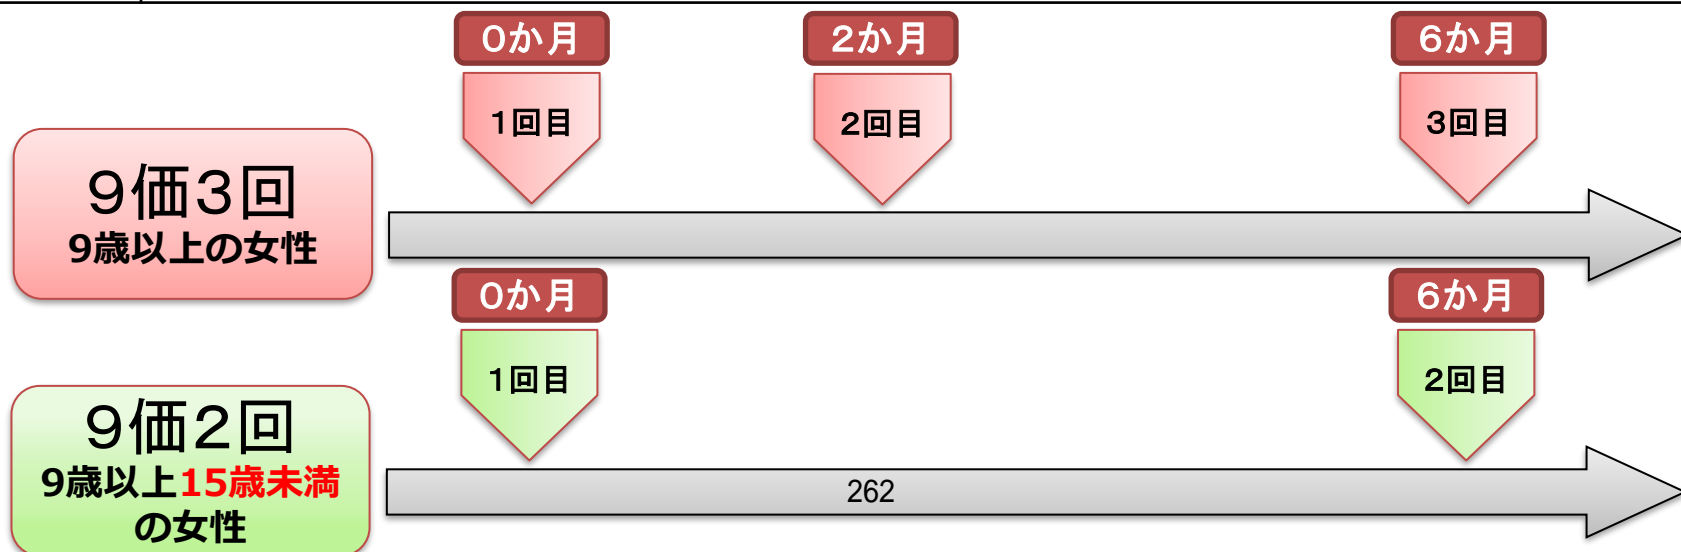 0か月
2か月
6か月
1回目
2回目
3回目
9価3回
9歳以上の女性
0か月
6か月
1回目
2回目
9価2回
9歳以上15歳未満
の女性
262